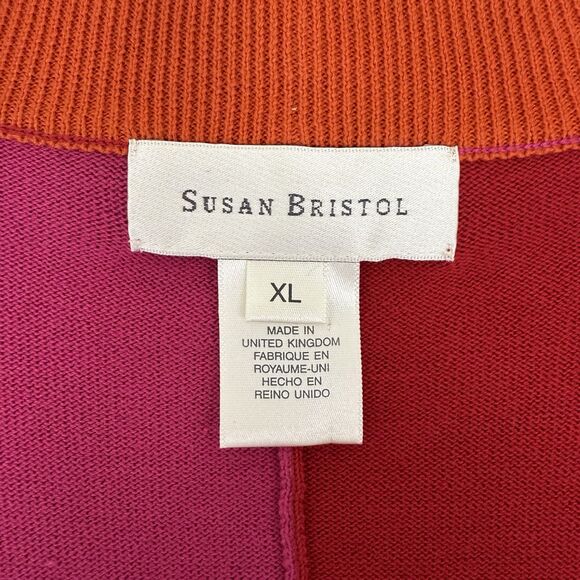 SUSAN BRISTOL
XL
MADE IN
UNITED KINGDOM
FABRIQUE EN
ROYAUME-UNI
HECHO EN
REINO UNIDO